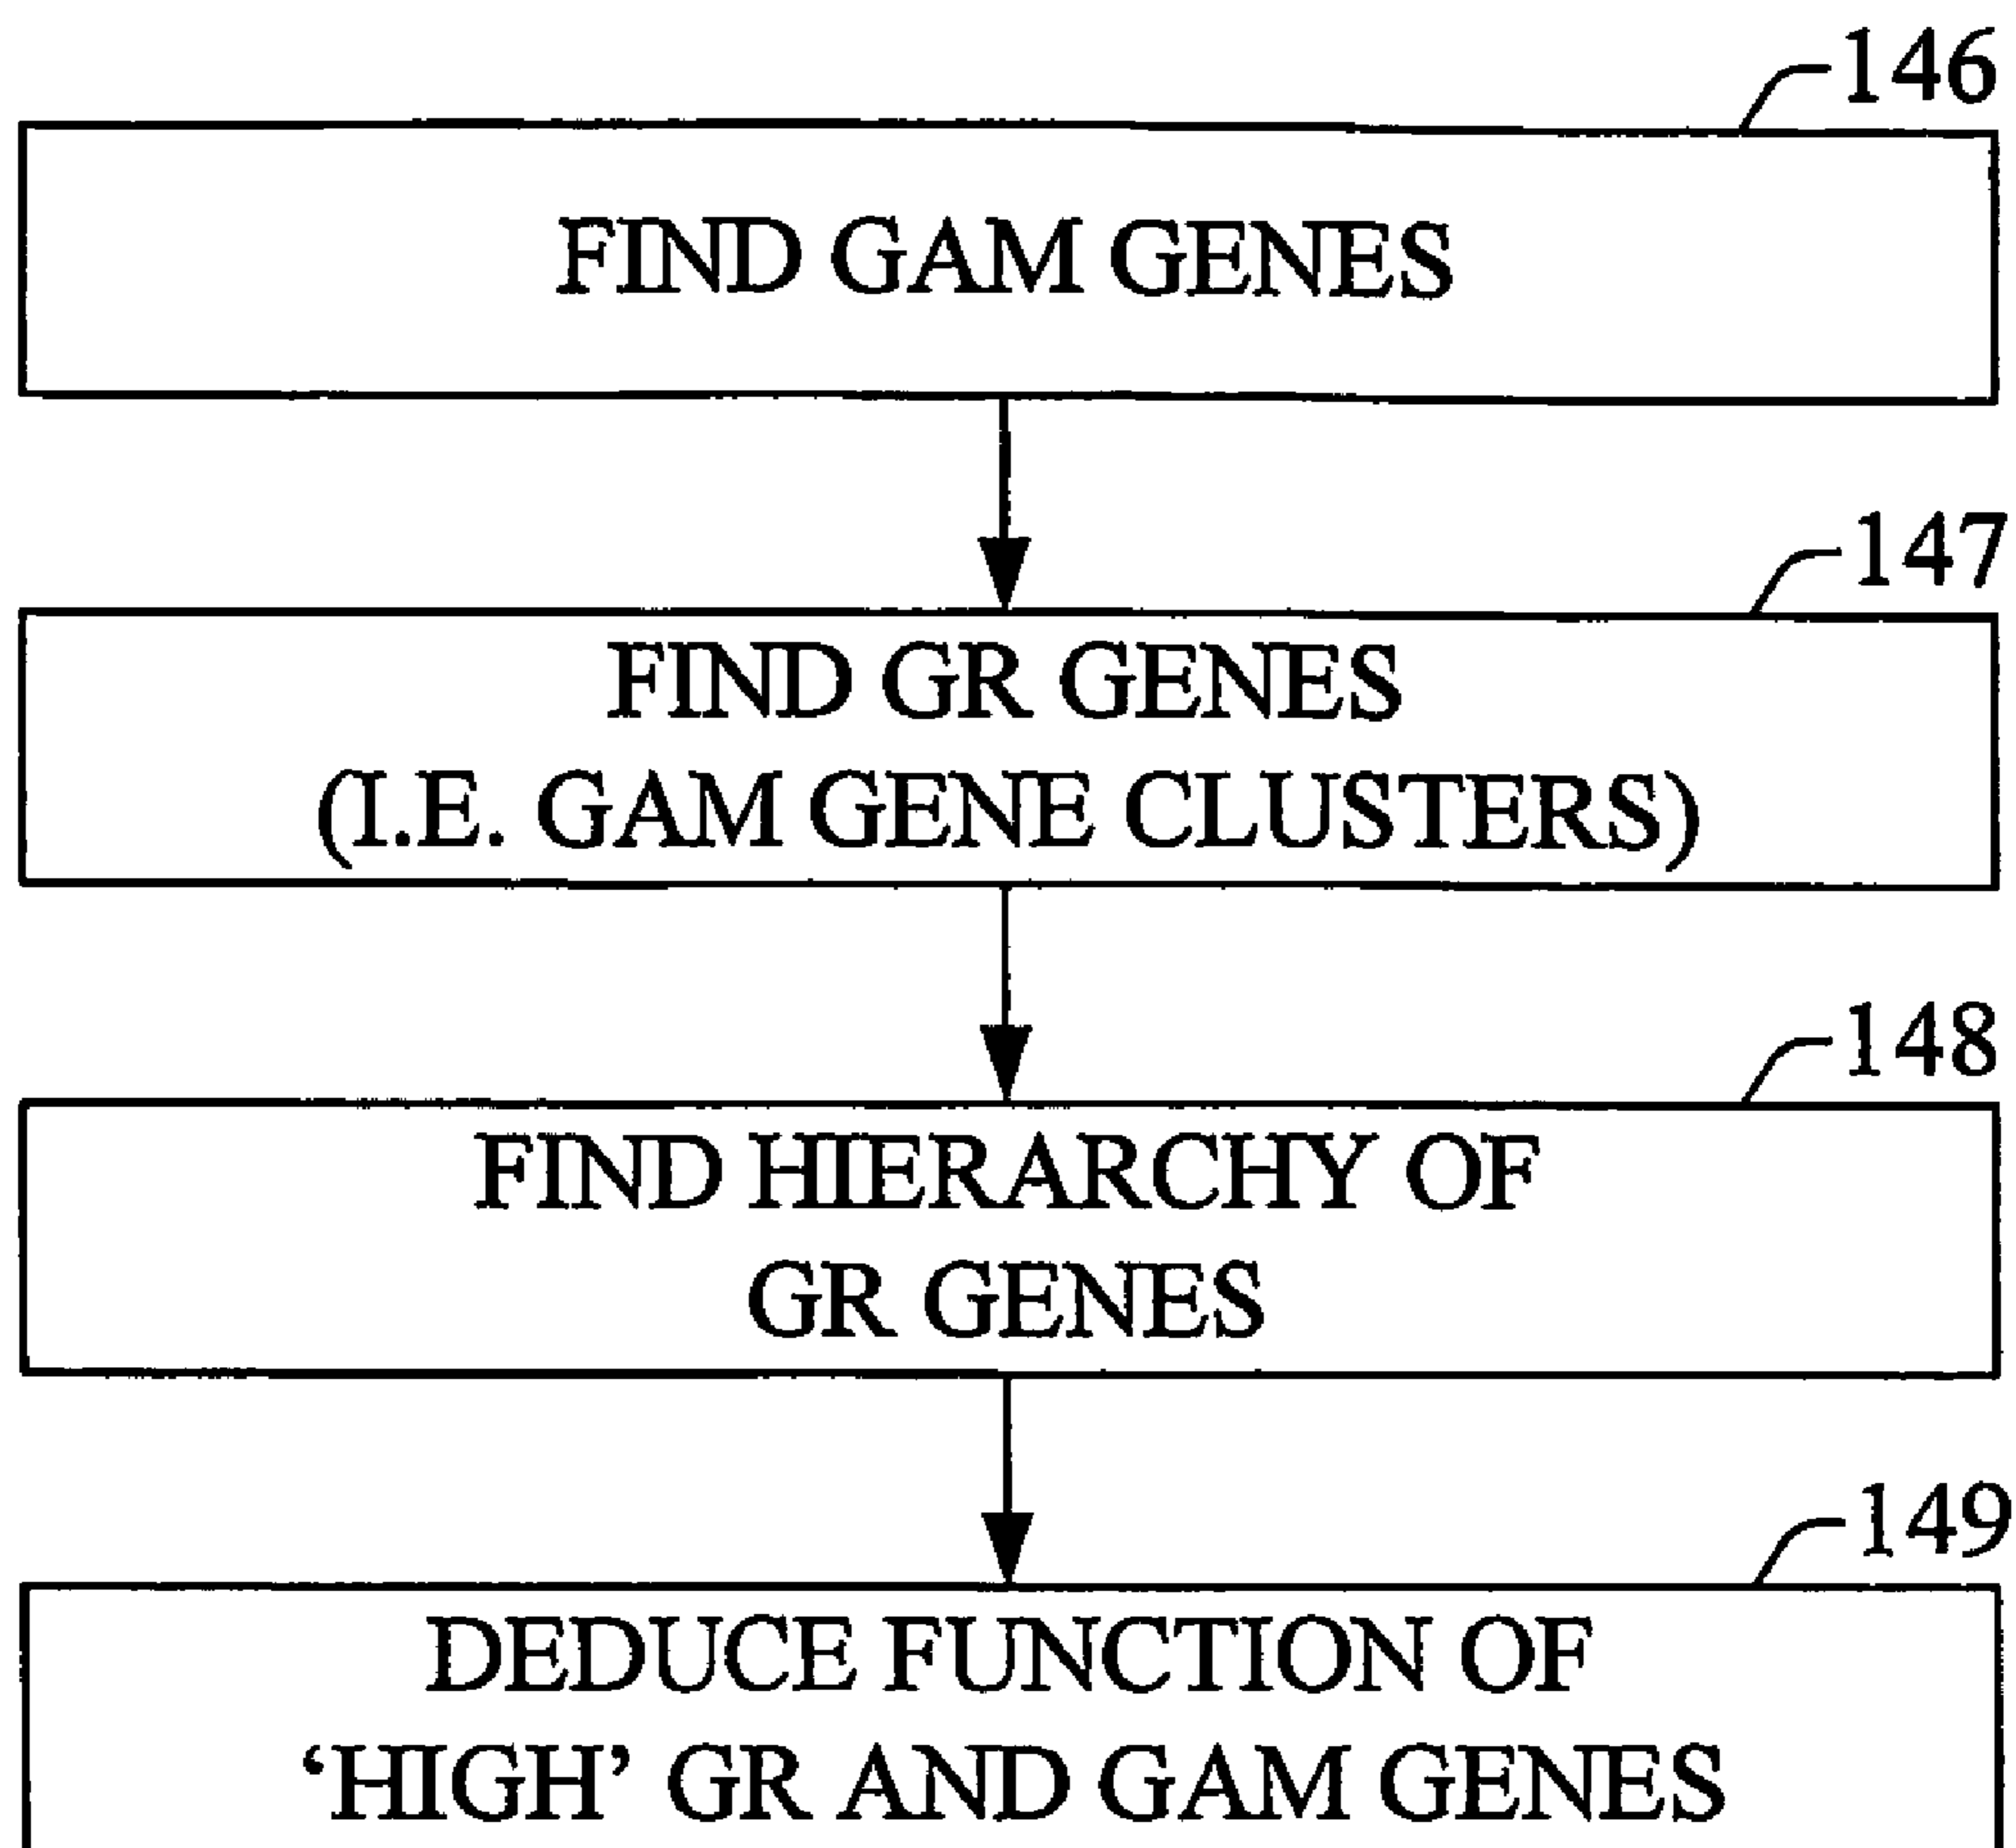 146
FIND GAM GENES
147
FIND GR GENES
(I.E. GAM GENE CLUSTERS)
148
FIND HIERARCHY OF
GR GENES
149
DEDUCE FUNCTION OF
‘HIGH’ GR AND GAM GENES